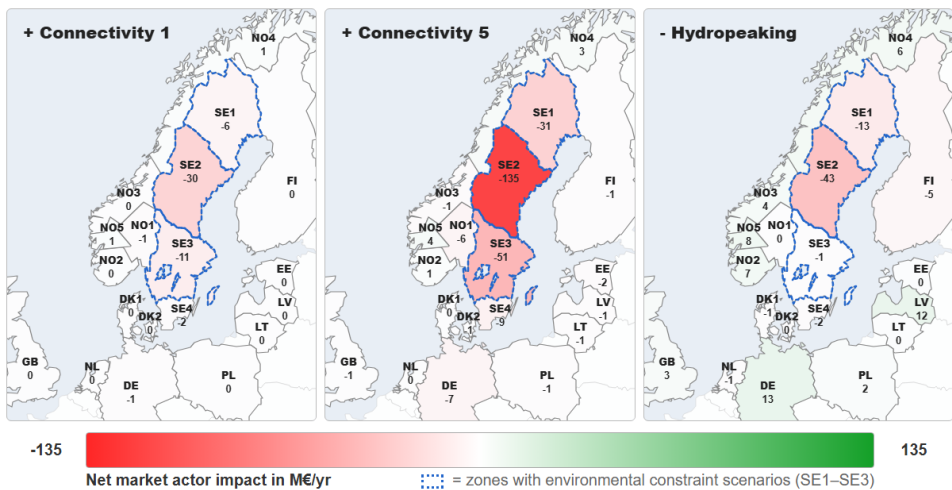 + Connectivity 1
NO4
1
SE1
-6
SE2
-30
FI
0
NO3
0
NO5
1
NO1
-1
SE3
-11
NO2
0
EE
0
DK1
0
LV
0
SE4
-2
DK2
0
LT
0
GB
0
NL
0
DE
-1
PL
0
+ Connectivity 5
NO4
3
SE1
-31
SE2
-135
FI
-1
NO3
-1
NO5
4
NO1
-6
SE3
-51
NO2
1
EE
-2
DK1
0
LV
-1
SE4
-9
DK2
-1
LT
-1
GB
-1
NL
0
DE
-7
PL
-1
- Hydropeaking
NO4
6
SE1
-13
SE2
-43
FI
-5
NO3
4
NO5
8
NO1
0
SE3
-1
NO2
7
EE
0
DK1
-1
LV
12
SE4
-2
DK2
0
LT
0
GB
3
NL
-1
DE
13
PL
2
-135
135
Net market actor impact in M€/yr
= zones with environmental constraint scenarios (SE1–SE3)